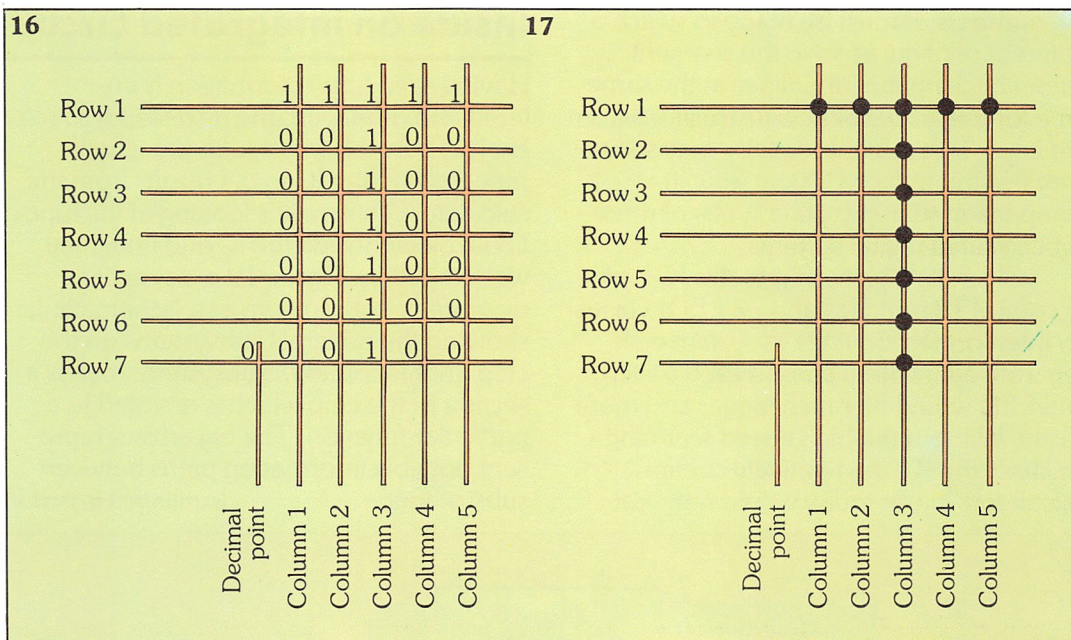 16
1 1 1 1 1
Row 1
0 0 1 0 0
Row 2
0 0 1 0 0
Row 3
0 0 1 0 0
Row 4
0 0 1 0 0
Row 5
0 0 1 0 0
Row 6
0 0 0 1 0 0
Row 7
Decimal
point
Column 1
Column 2
Column 3
Column 4
Column 5
17
Row 1
Row 2
Row 3
Row 4
Row 5
Row 6
Row 7
Decimal
point
Column 1
Column 2
Column 3
Column 4
Column 5